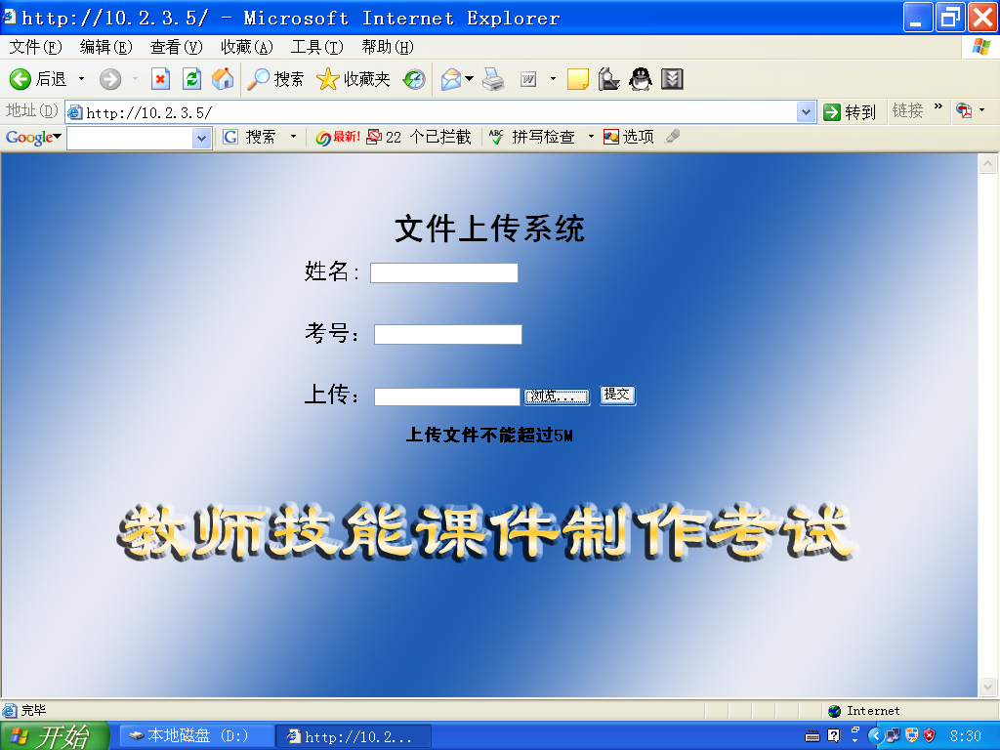 http://10.2.3.5/ - Microsoft Internet Explorer
文件(F) 编辑(E) 查看(V) 收藏(A) 工具(T) 帮助(H)
后退 搜索 收藏夹
地址(D) http://10.2.3.5/ 转到 链接 »
Google G 搜索 最新! 22 个已拦截 ABC 拼写检查 选项
文件上传系统
姓名:
考号:
上传: 浏览... 提交
上传文件不能超过5M
教师技能课件制作考试
完毕 Internet
开始 本地磁盘 (D:) http://10.2... 8:30